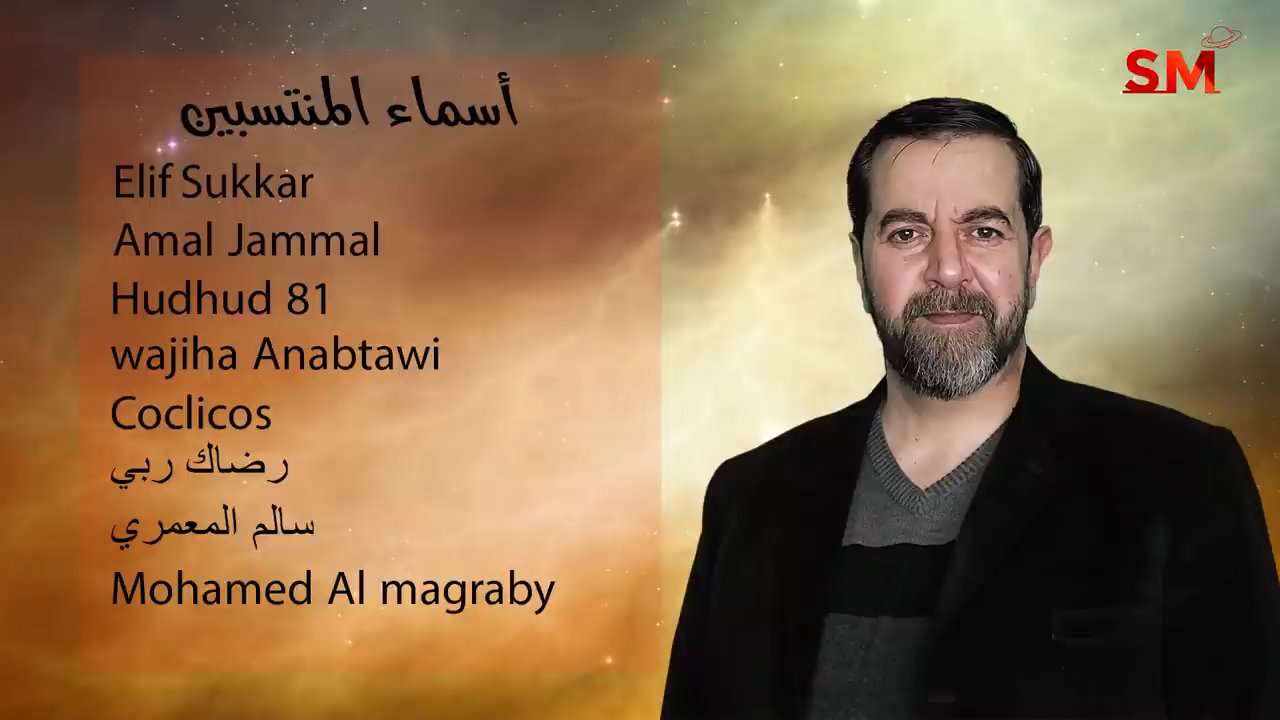 SM
أسماء المنتسبين
Elif Sukkar
Amal Jammal
Hudhud 81
wajiha Anabtawi
Coclicos
رضاك ربي
سالم المعمري
Mohamed Al magraby